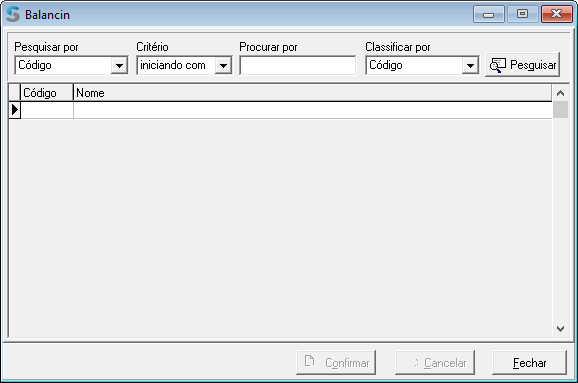 Balancin
Pesquisar por Critério Procurar por Classificar por
Código iniciando com Código Pesquisar
Código Nome
Confirmar Cancelar Fechar